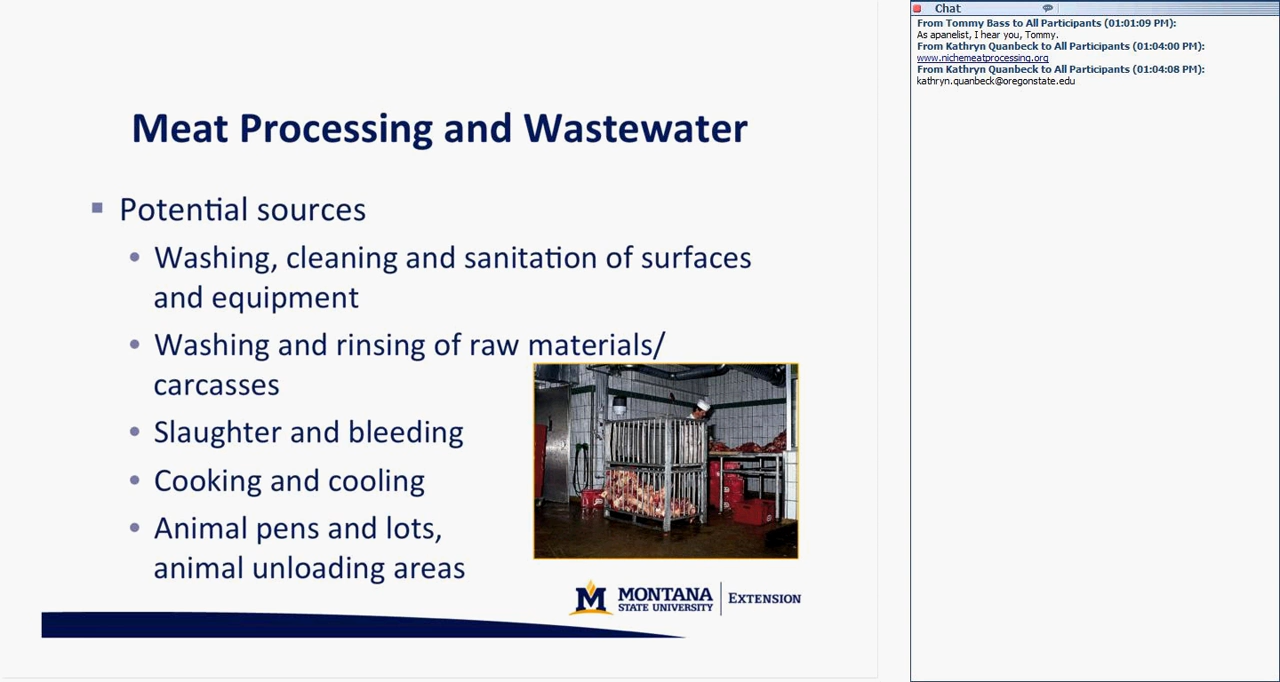 Meat Processing and Wastewater
Potential sources
Washing, cleaning and sanitation of surfaces
and equipment
Washing and rinsing of raw materials/
carcasses
Slaughter and bleeding
Cooking and cooling
Animal pens and lots,
animal unloading areas
M MONTANA
STATE UNIVERSITY
EXTENSION
Chat
From Tommy Bass to All Participants (01:01:09 PM):
As apanelist, I hear you, Tommy.
From Kathryn Quanbeck to All Participants (01:04:00 PM):
www.nichemeatprocessing.org
From Kathryn Quanbeck to All Participants (01:04:08 PM):
kathryn.quanbeck@oregonstate.edu